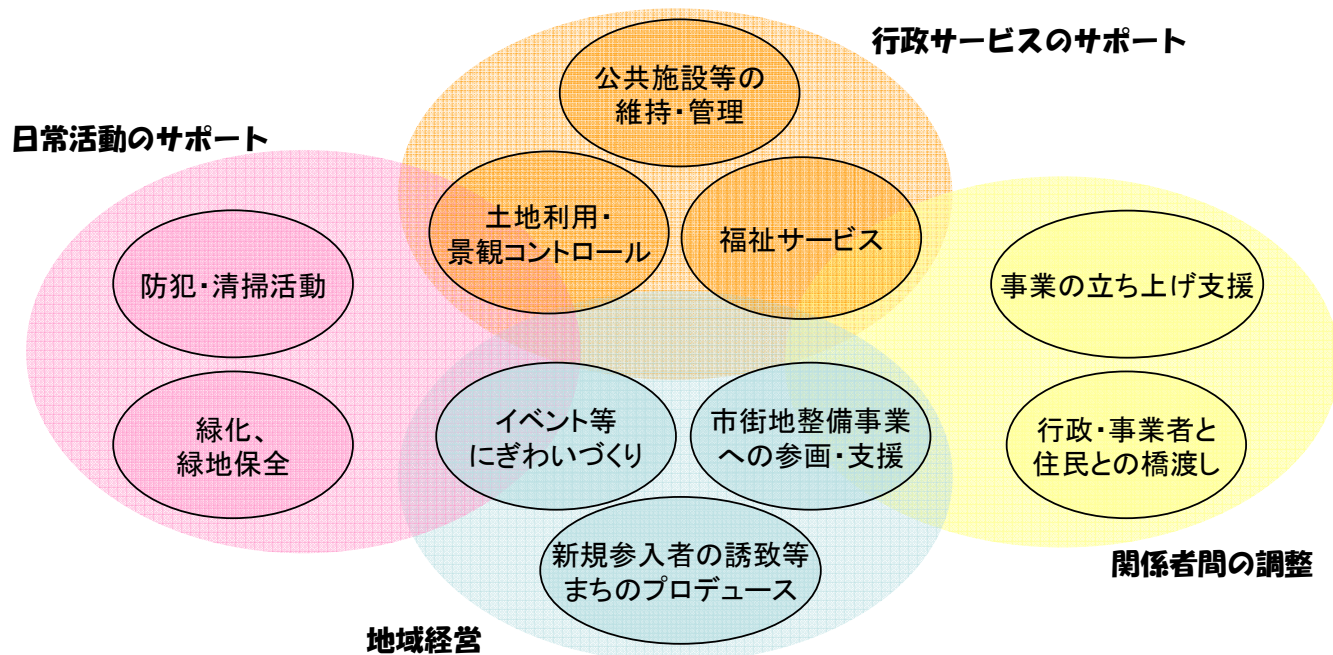 行政サービスのサポート
公共施設等の
維持・管理
土地利用・
景観コントロール
福祉サービス
日常活動のサポート
防犯・清掃活動
緑化、
緑地保全
事業の立ち上げ支援
行政・事業者と
住民との橋渡し
関係者間の調整
イベント等
にぎわいづくり
市街地整備事業
への参画・支援
新規参入者の誘致等
まちのプロデュース
地域経営